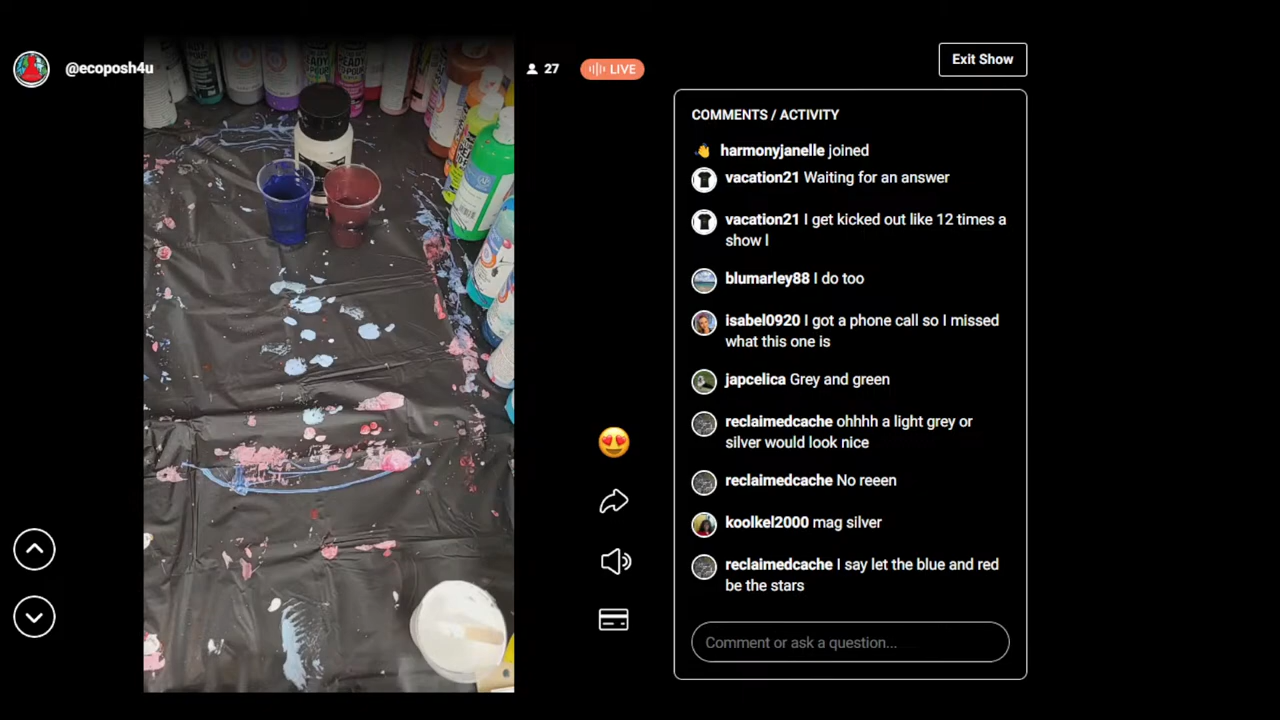 @ecoposh4u
27
LIVE
Exit Show
COMMENTS / ACTIVITY
harmonyjanelle joined
vacation21 Waiting for an answer
vacation21 I get kicked out like 12 times a
show I
blumarley88 I do too
isabel0920 I got a phone call so I missed
what this one is
japcelica Grey and green
reclaimedcache ohhhh a light grey or
silver would look nice
reclaimedcache No reeen
koolkel2000 mag silver
reclaimedcache I say let the blue and red
be the stars
Comment or ask a question...